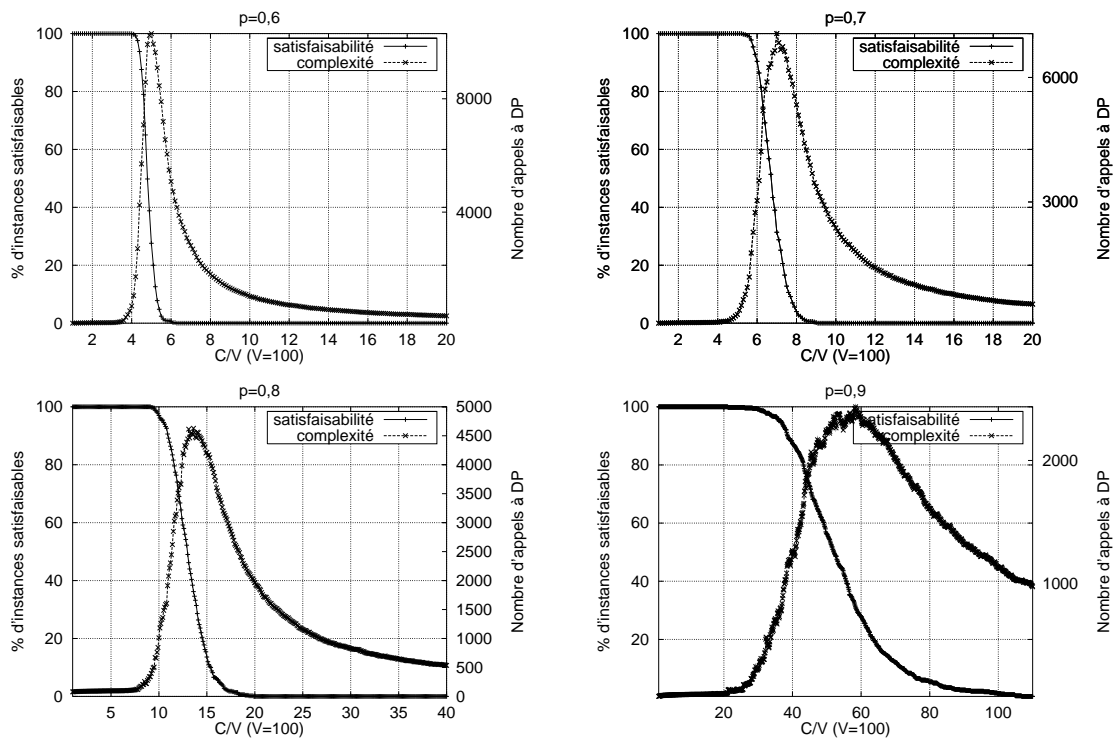 p=0,6
satisfaisabilité
complexité
% d'instances satisfaisables
100
80
60
40
20
0
8000
4000
Nombre d'appels à DP
2 4 6 8 10 12 14 16 18 20
C/V (V=100)
p=0,7
satisfaisabilité
complexité
% d'instances satisfaisables
100
80
60
40
20
0
6000
3000
Nombre d'appels à DP
2 4 6 8 10 12 14 16 18 20
C/V (V=100)
p=0,8
satisfaisabilité
complexité
% d'instances satisfaisables
100
80
60
40
20
0
5000
4500
4000
3500
3000
2500
2000
1500
1000
500
0
Nombre d'appels à DP
5 10 15 20 25 30 35 40
C/V (V=100)
p=0,9
satisfaisabilité
complexité
% d'instances satisfaisables
100
80
60
40
20
2000
1000
Nombre d'appels à DP
20 40 60 80 100
C/V (V=100)